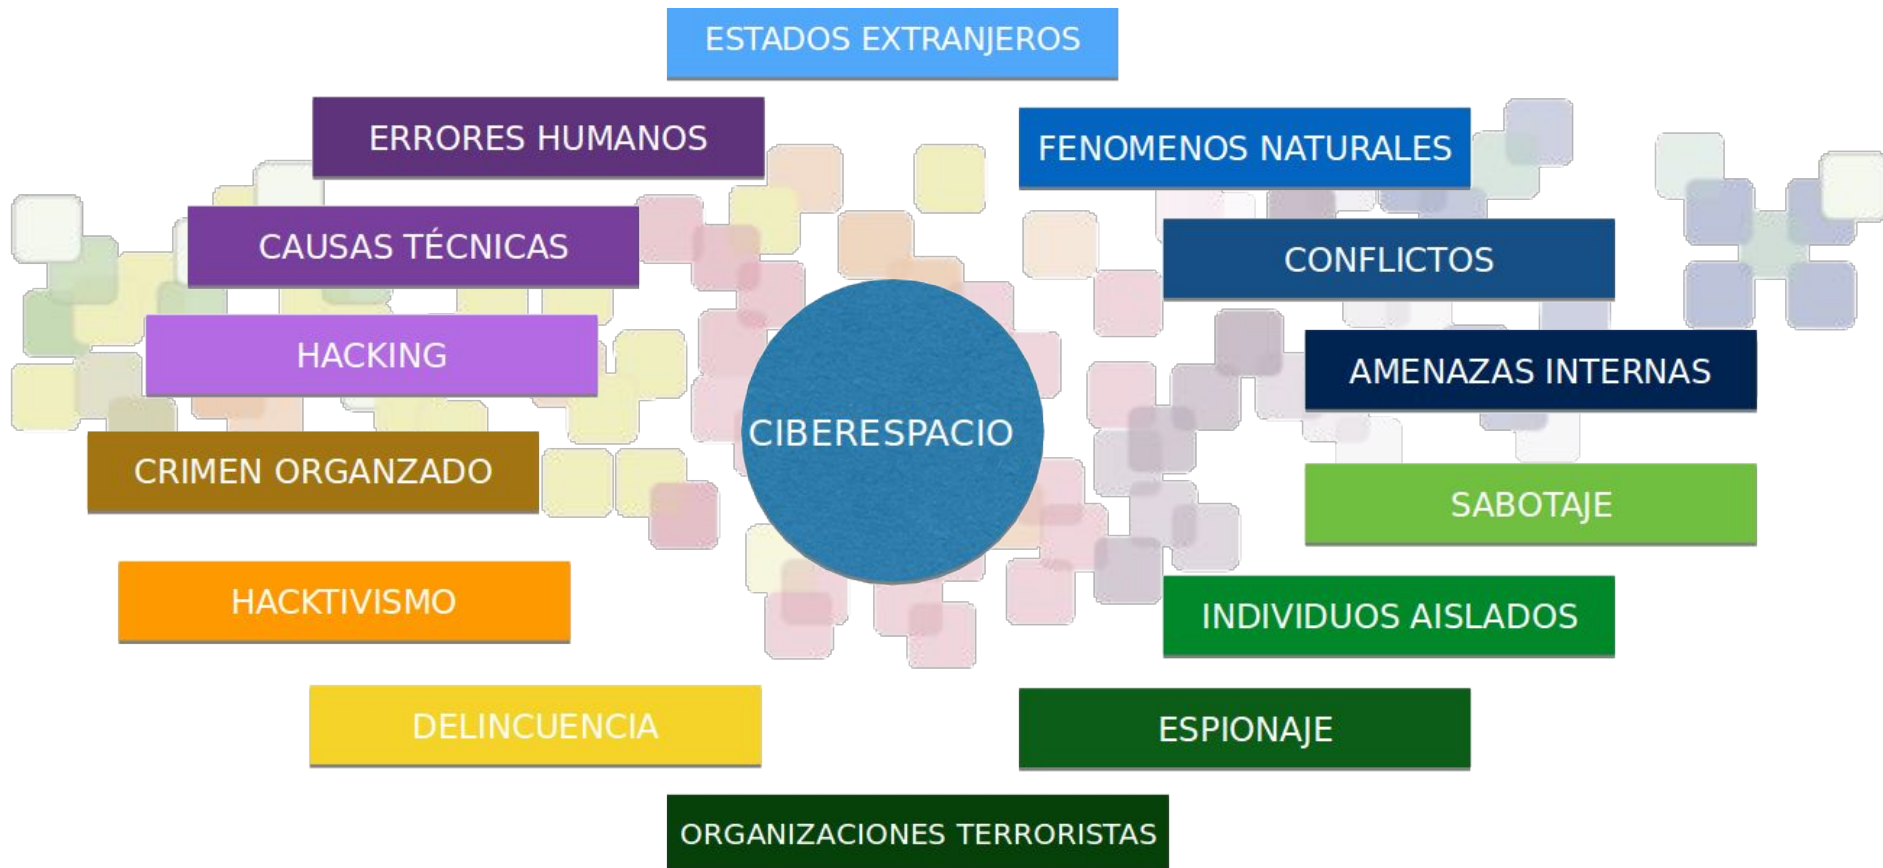 ESTADOS EXTRANJEROS
ERRORES HUMANOS
FENOMENOS NATURALES
CAUSAS TÉCNICAS
CONFLICTOS
HACKING
AMENAZAS INTERNAS
CIBERESPACIO
CRIMEN ORGANZADO
SABOTAJE
HACKTIVISMO
INDIVIDUOS AISLADOS
DELINCUENCIA
ESPIONAJE
ORGANIZACIONES TERRORISTAS